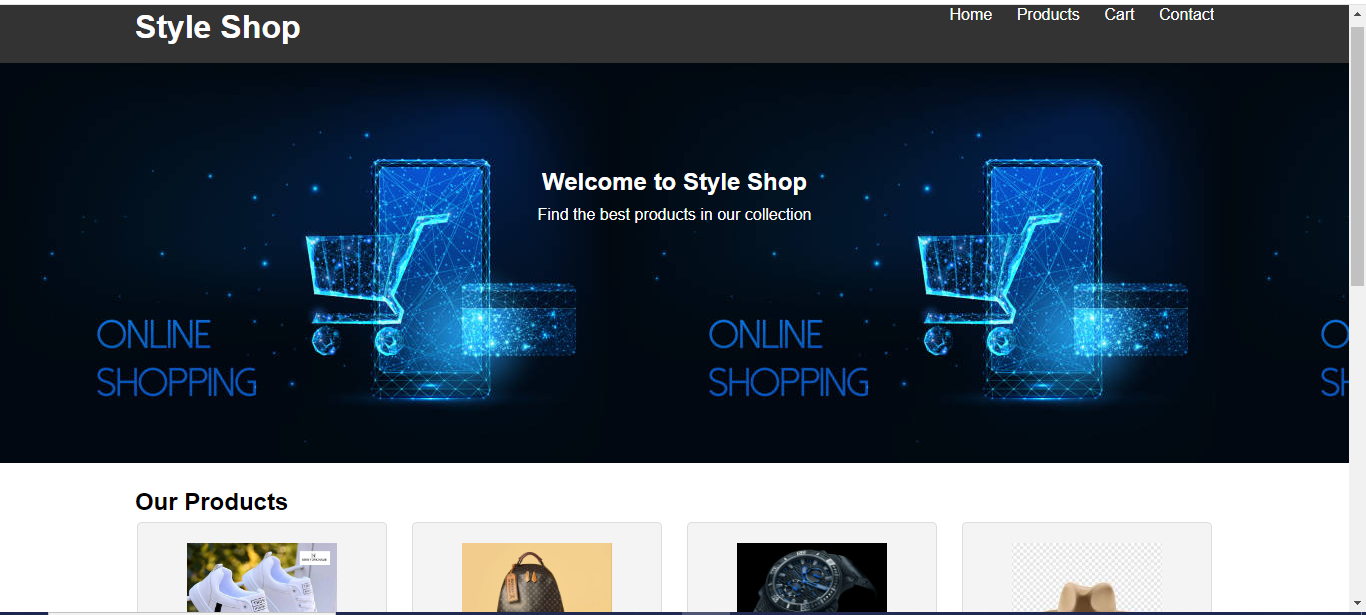 Style Shop
Home Products Cart Contact
Welcome to Style Shop
Find the best products in our collection
ONLINE
SHOPPING
ONLINE
SHOPPING
O
SH
Our Products